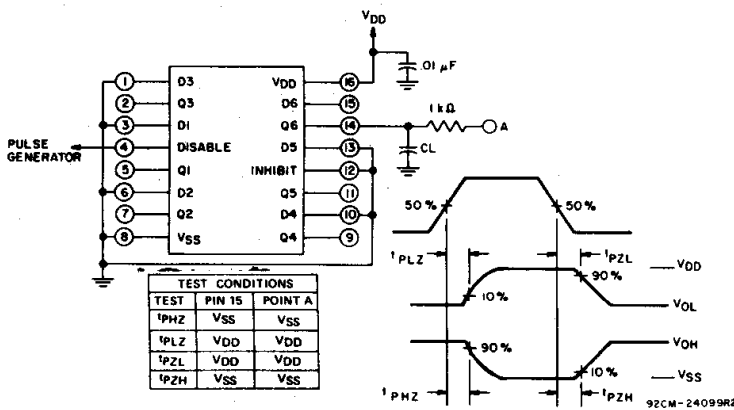 VDD
.01 μF
1 kΩ
A
CL
PULSE
GENERATOR
1 D3
2 Q3
3 D1
4 DISABLE
5 Q1
6 D2
7 Q2
8 VSS
VDD 16
D6 15
Q6 14
D5 13
INHIBIT 12
Q5 11
D4 10
Q4 9
TEST CONDITIONS
TEST PIN 15 POINT A
tPHZ VSS VSS
tPLZ VDD VDD
tPZL VDD VDD
tPZH VSS VSS
50% 50%
tPLZ tPZL
10% 90% VDD
VOL
90% VOH
10% VSS
tPHZ tPZH
92CM-24099R2